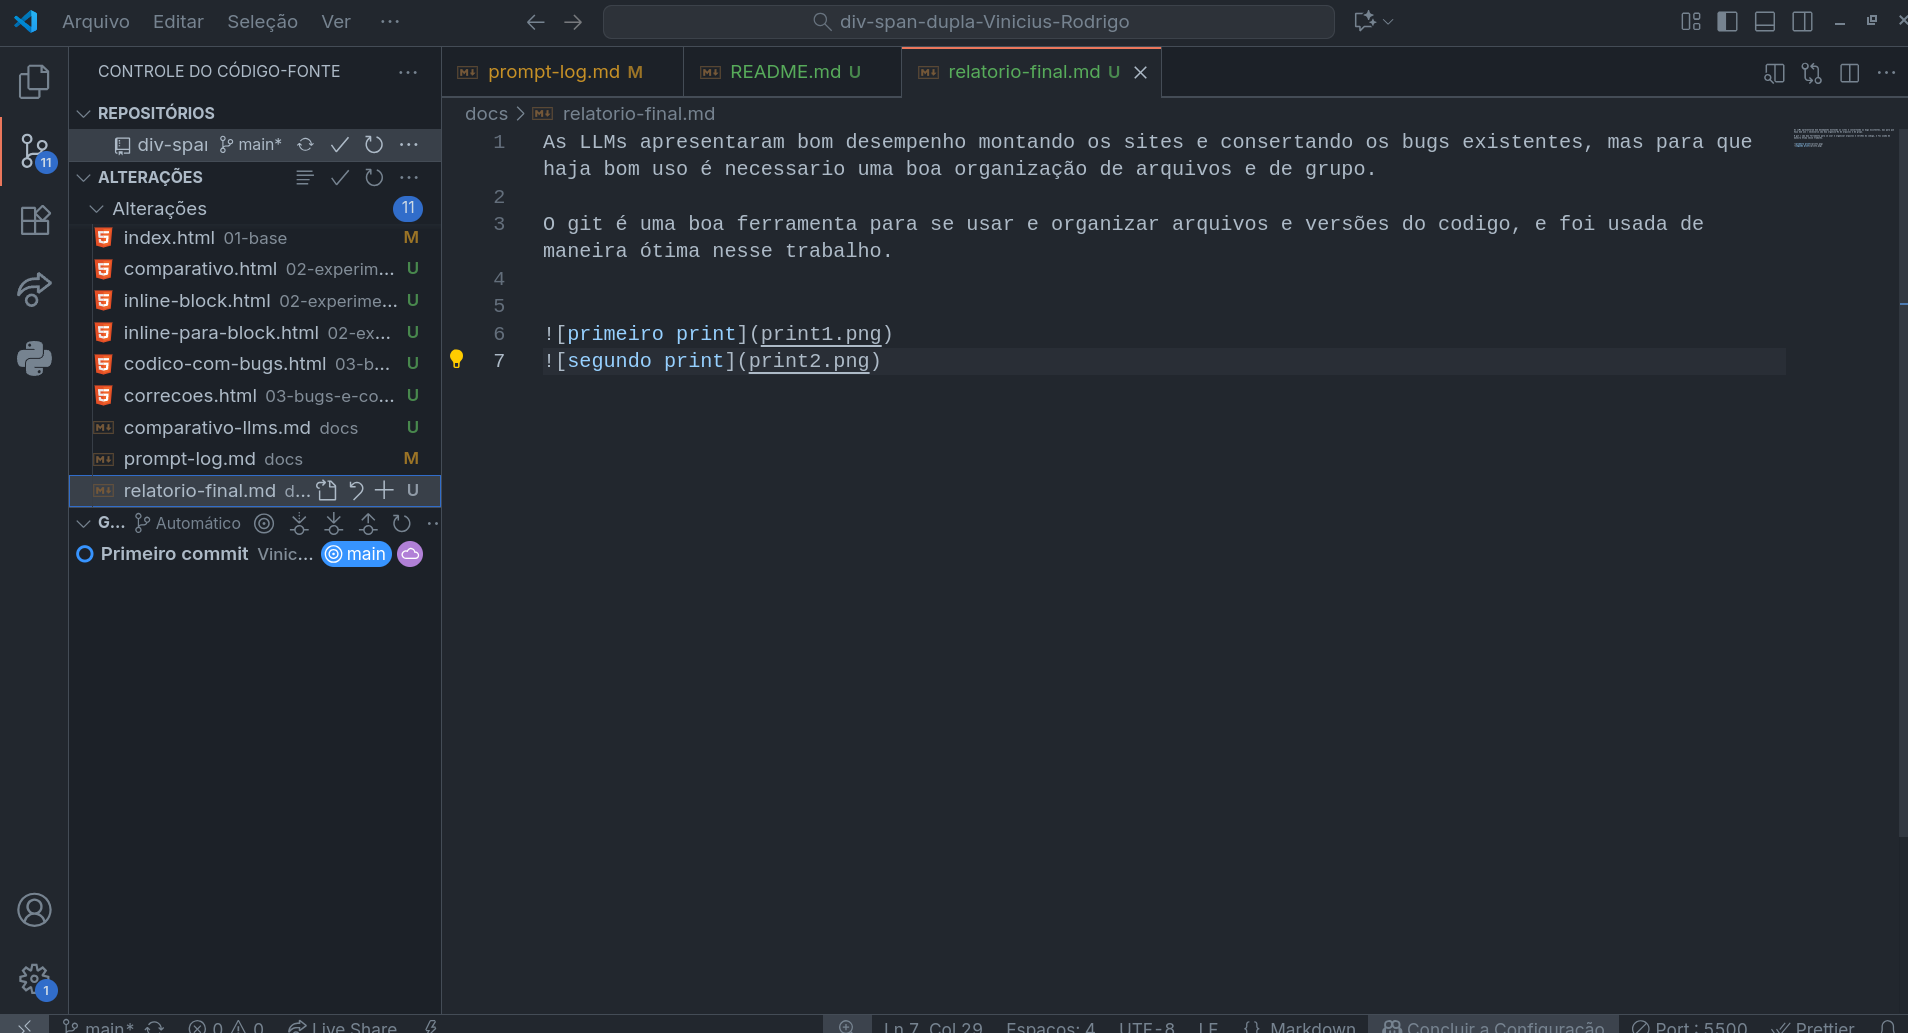 Arquivo Editar Seleção Ver ···
div-span-dupla-Vinicius-Rodrigo
CONTROLE DO CÓDIGO-FONTE ···
prompt-log.md M
README.md U
relatorio-final.md U
REPOSITÓRIOS
docs > relatorio-final.md
div-spai main* ···
11
ALTERAÇÕES ···
Alterações 11
index.html 01-base M
comparativo.html 02-experim... U
inline-block.html 02-experime... U
inline-para-block.html 02-ex... U
codico-com-bugs.html 03-b... U
correcoes.html 03-bugs-e-co... U
comparativo-llms.md docs U
prompt-log.md docs M
relatorio-final.md d... U
G... Automático
Primeiro commit Vinic... main
1 As LLMs apresentaram bom desempenho montando os sites e consertando os bugs existentes, mas para que
haja bom uso é necessario uma boa organização de arquivos e de grupo.
2
3 O git é uma boa ferramenta para se usar e organizar arquivos e versões do codigo, e foi usada de
maneira ótima nesse trabalho.
4
5
6 ![primeiro print](print1.png)
7 ![segundo print](print2.png)
1
main* 0 0 Live Share
Ln 7, Col 29 Espaços: 4 UTF-8 LF {} Markdown Concluir a Configuração Port : 5500 Prettier